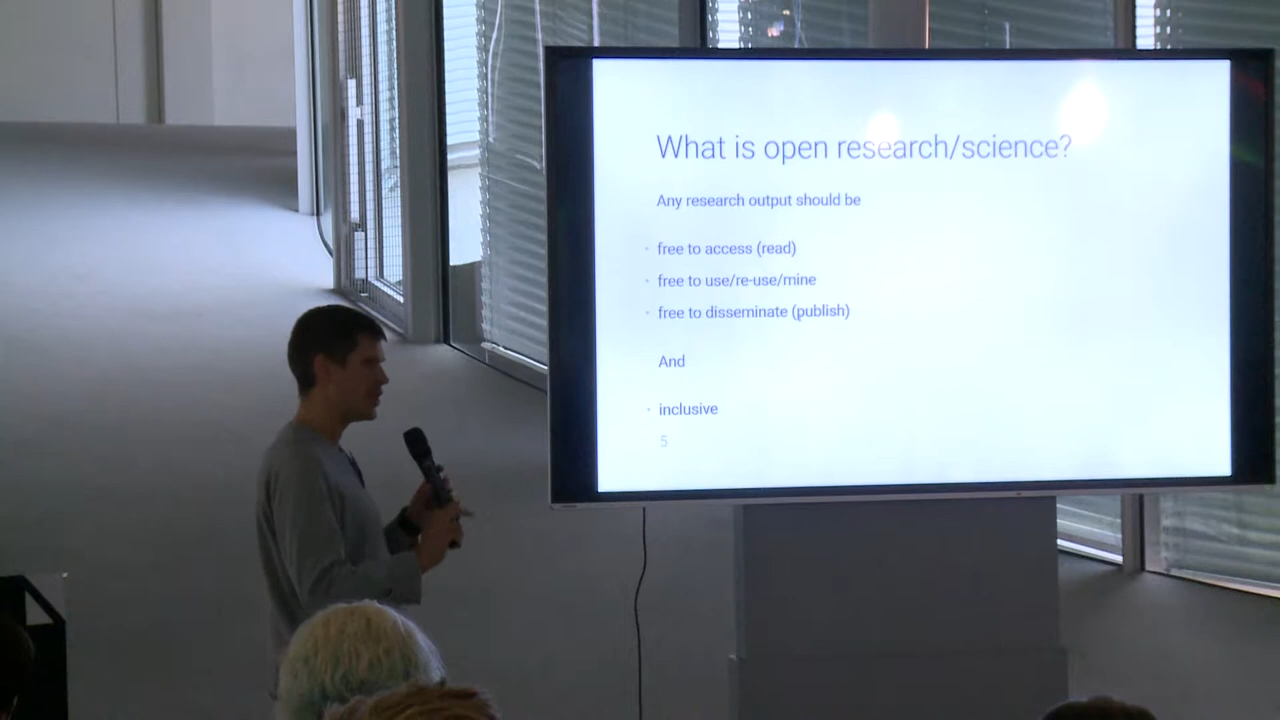 What is open research/science?
Any research output should be
· free to access (read)
· free to use/re-use/mine
· free to disseminate (publish)
And
· inclusive
5